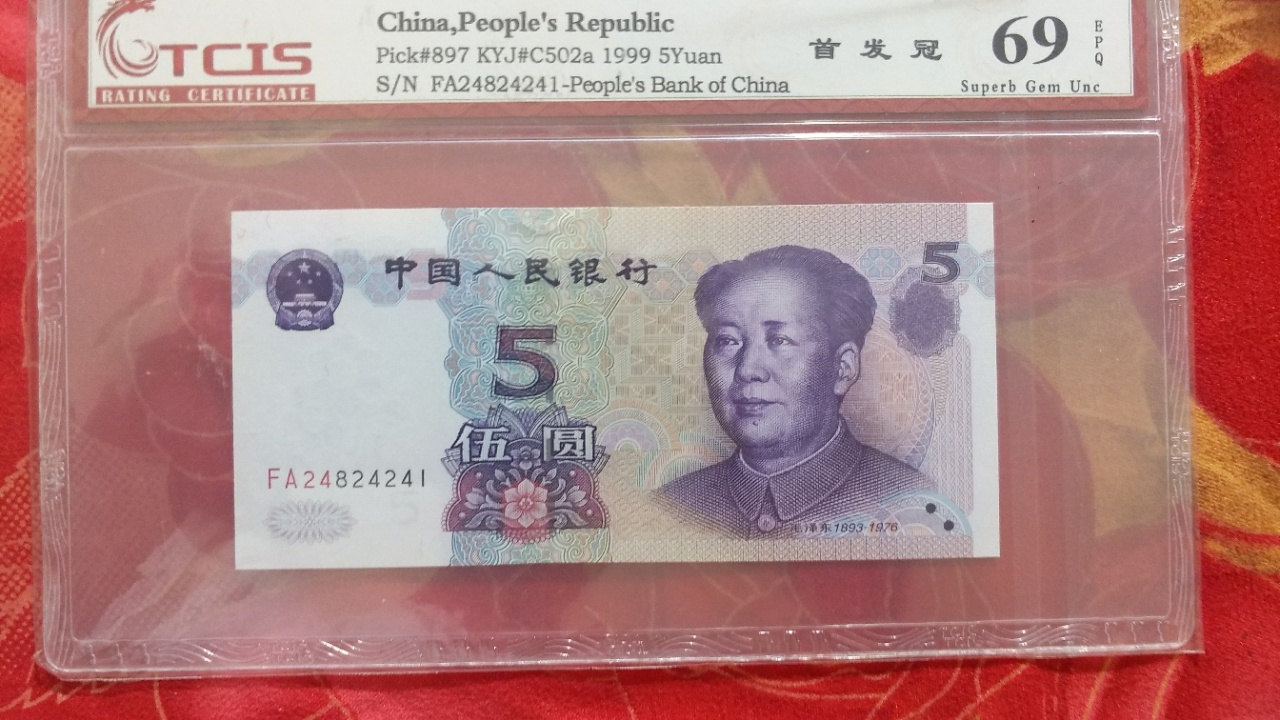 China,People's Republic
TCIS
Pick#897 KYJ#C502a 1999 5Yuan
首发冠
69
EPQ
RATING CERTIFICATE
S/N FA24824241-People's Bank of China
Superb Gem Unc
中国人民银行
5
5
伍圆
FA24824241
毛泽东1893-1976